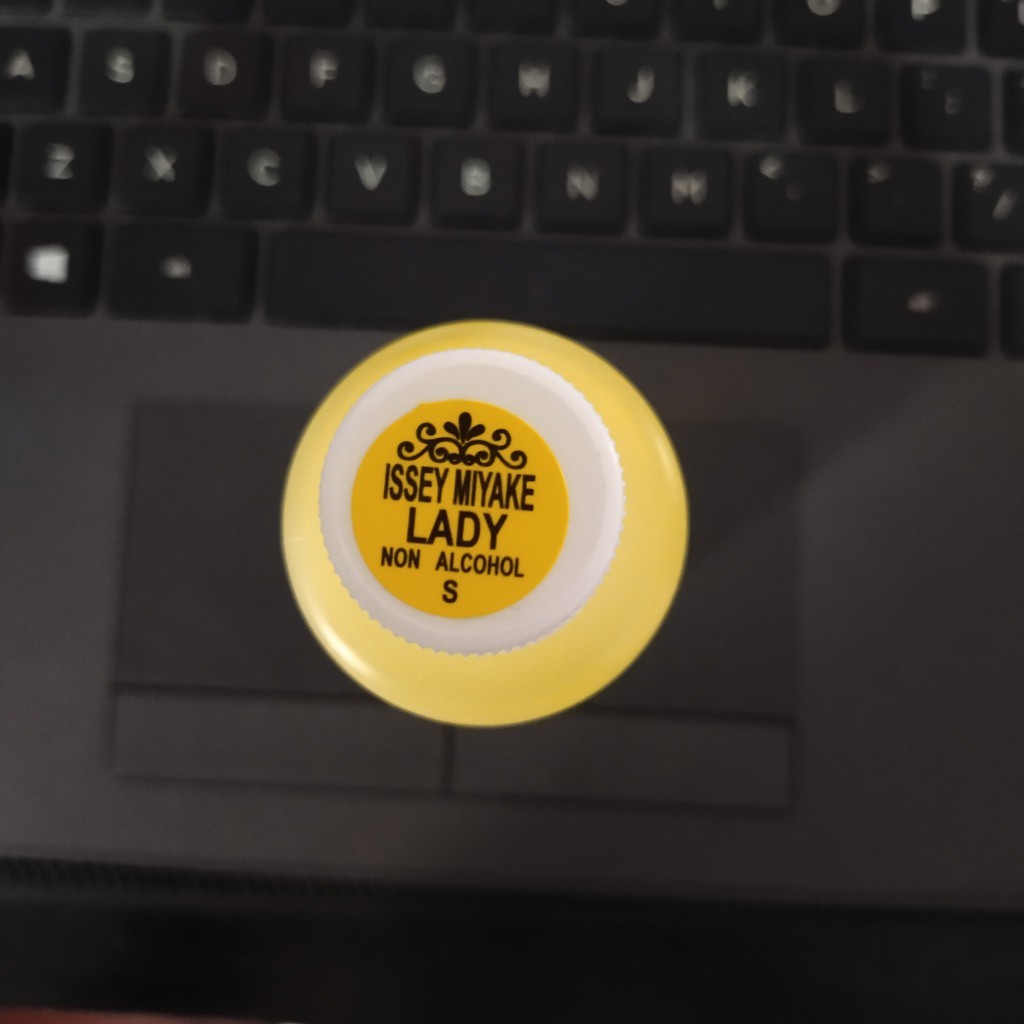 A S D F G H J K L
Z X C V B N M
ISSEY MIYAKE
LADY
NON ALCOHOL
S